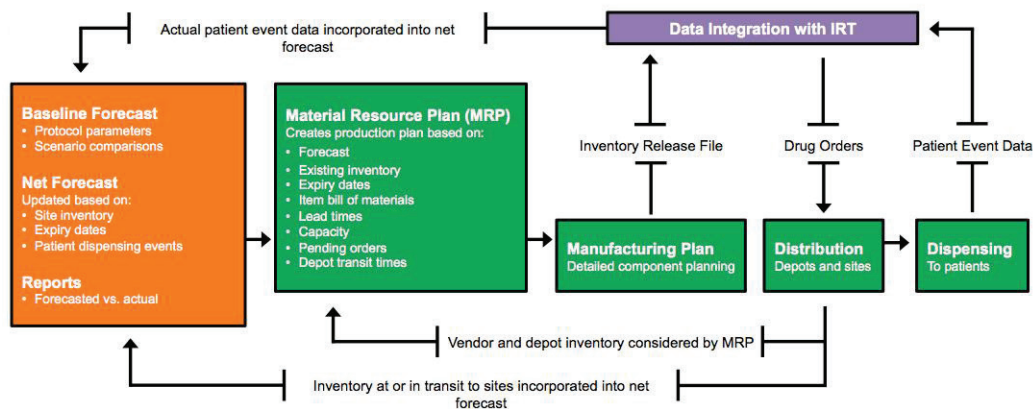 Actual patient event data incorporated into net
forecast
Data Integration with IRT
Baseline Forecast
• Protocol parameters
• Scenario comparisons
Net Forecast
Updated based on:
• Site inventory
• Expiry dates
• Patient dispensing events
Reports
• Forecasted vs. actual
Material Resource Plan (MRP)
Creates production plan based on:
• Forecast
• Existing inventory
• Expiry dates
• Item bill of materials
• Lead times
• Capacity
• Pending orders
• Depot transit times
Inventory Release File
Drug Orders
Patient Event Data
Manufacturing Plan
Detailed component planning
Distribution
Depots and sites
Dispensing
To patients
Vendor and depot inventory considered by MRP
Inventory at or in transit to sites incorporated into net
forecast